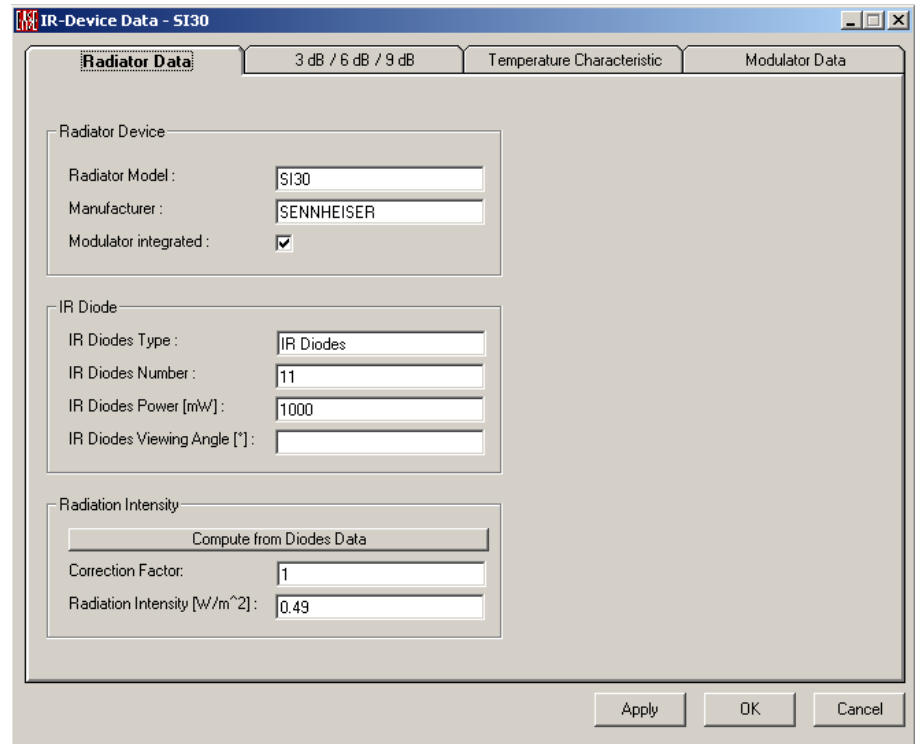 IR-Device Data - SI30
Radiator Data 3 dB / 6 dB / 9 dB Temperature Characteristic Modulator Data
Radiator Device
Radiator Model : SI30
Manufacturer : SENNHEISER
Modulator integrated :
IR Diode
IR Diodes Type : IR Diodes
IR Diodes Number : 11
IR Diodes Power [mW] : 1000
IR Diodes Viewing Angle [°] :
Radiation Intensity
Compute from Diodes Data
Correction Factor: 1
Radiation Intensity [W/m^2] : 0.49
Apply OK Cancel